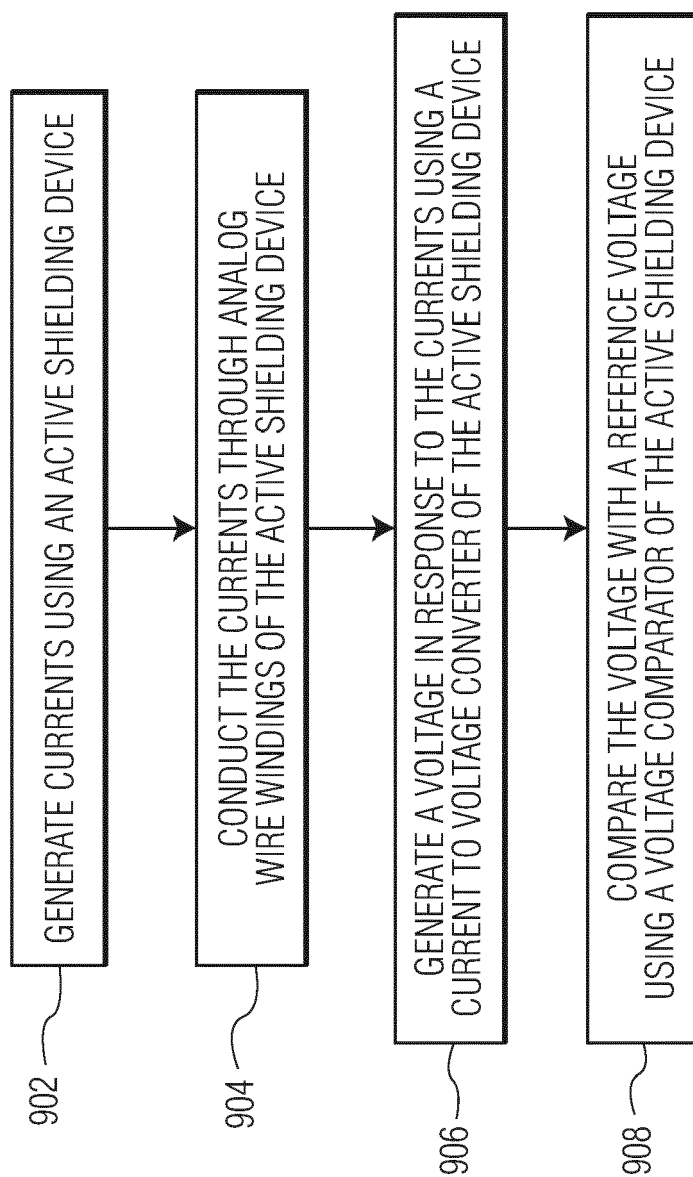 902
GENERATE CURRENTS USING AN ACTIVE SHIELDING DEVICE
904
CONDUCT THE CURRENTS THROUGH ANALOG
WIRE WINDINGS OF THE ACTIVE SHIELDING DEVICE
906
GENERATE A VOLTAGE IN RESPONSE TO THE CURRENTS USING A
CURRENT TO VOLTAGE CONVERTER OF THE ACTIVE SHIELDING DEVICE
908
COMPARE THE VOLTAGE WITH A REFERENCE VOLTAGE
USING A VOLTAGE COMPARATOR OF THE ACTIVE SHIELDING DEVICE